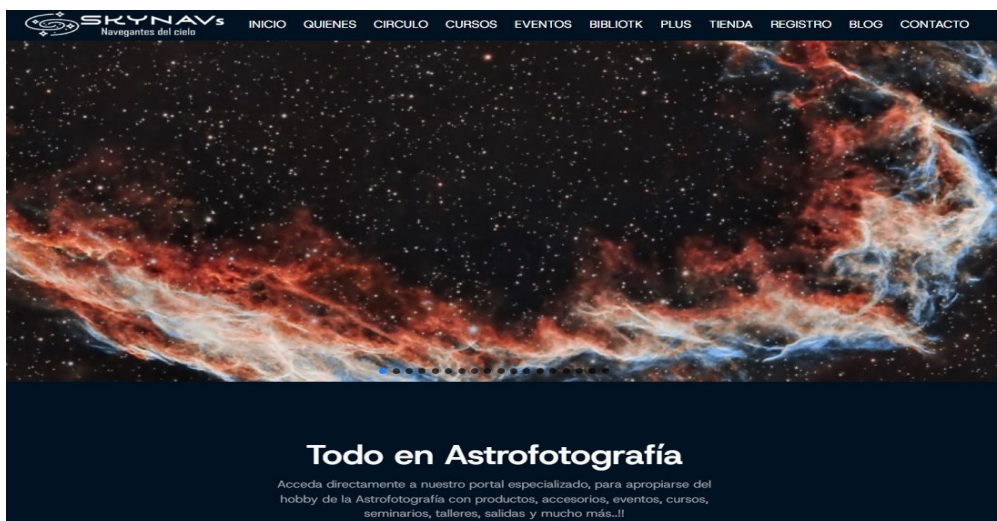 SKYNAVs
Navegantes del cielo
INICIO QUIENES CIRCULO CURSOS EVENTOS BIBLIOTK PLUS TIENDA REGISTRO BLOG CONTACTO
Todo en Astrofotografía
Acceda directamente a nuestro portal especializado, para apropiarse del
hobby de la Astrofotografía con productos, accesorios, eventos, cursos,
seminarios, talleres, salidas y mucho más..!!